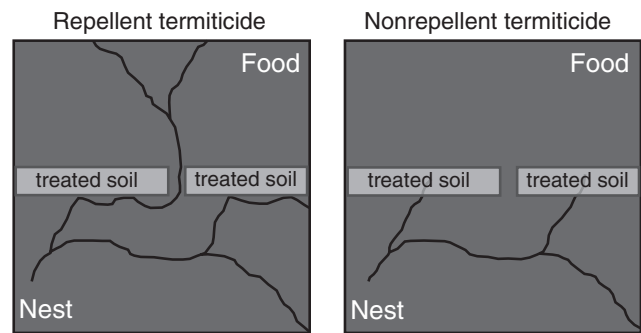 Repellent termiticide
Food
treated soil
treated soil
Nest
Nonrepellent termiticide
Food
treated soil
treated soil
Nest